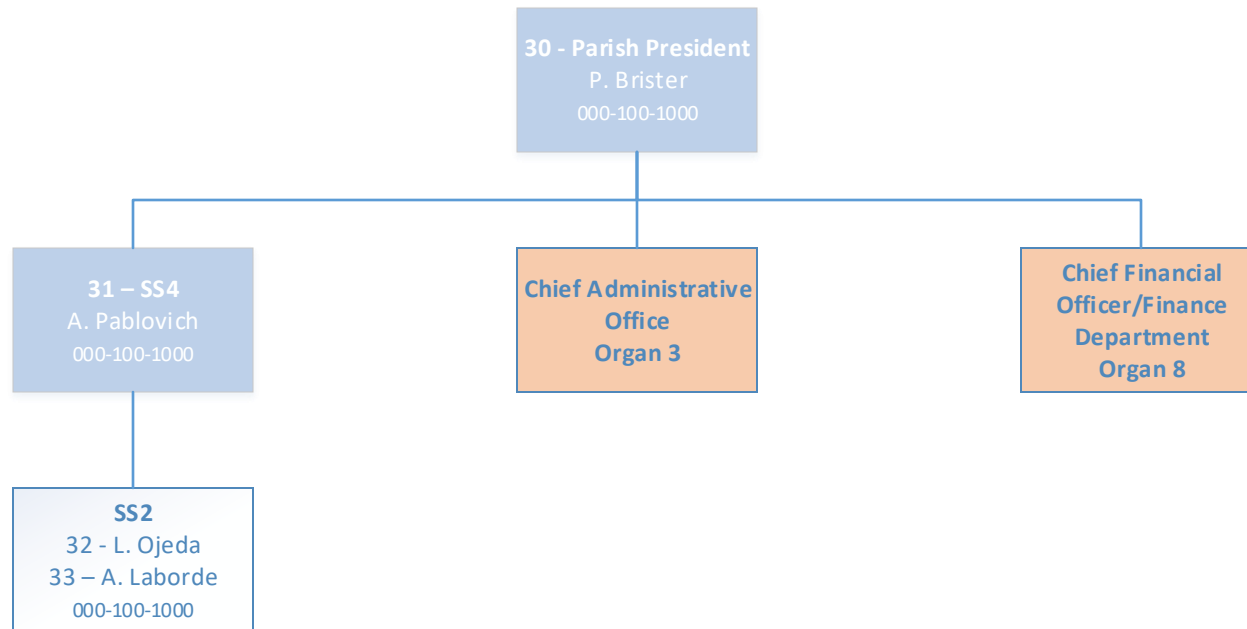 30 - Parish President
P. Brister
000-100-1000
31 – SS4
A. Pablovich
000-100-1000
Chief Administrative
Office
Organ 3
Chief Financial
Officer/Finance
Department
Organ 8
SS2
32 - L. Ojeda
33 – A. Laborde
000-100-1000